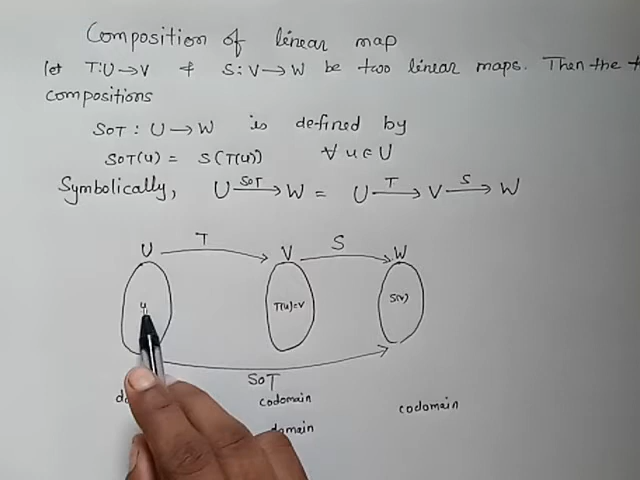 Composition of linear map
let T:U→V & S:V→W be two linear maps. Then the
compositions
SoT : U→W is defined by
SoT(u) = S(T(u)) ∀ u∈U
Symbolically, U —SoT→ W = U —T→ V —S→ W
U T V S W
u T(u)=v S(v)
SoT
codomain codomain
domain